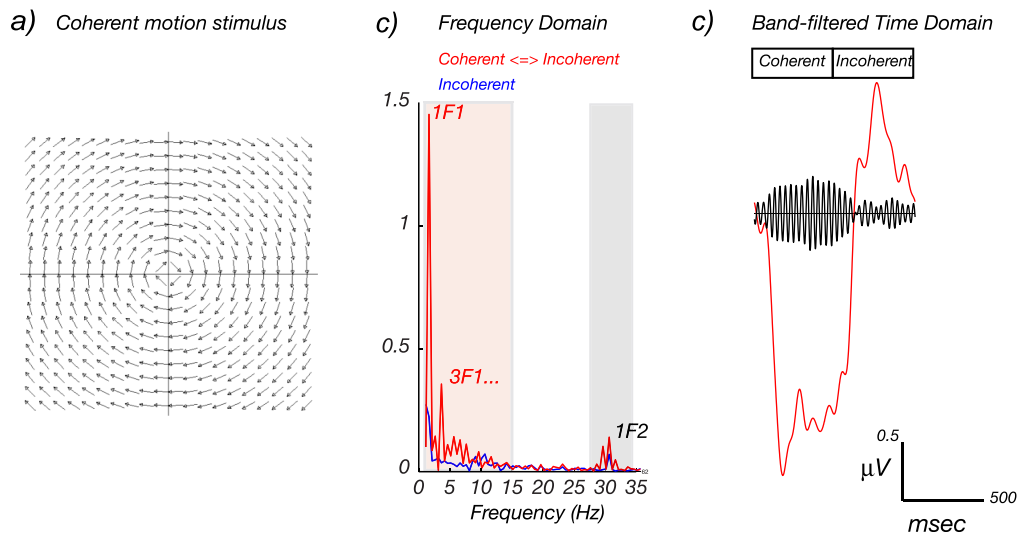 a) Coherent motion stimulus
c) Frequency Domain
Coherent <=> Incoherent
Incoherent
1.5
1F1
1
0.5
3F1...
1F2
0
0 5 10 15 20 25 30 35
Frequency (Hz)
c) Band-filtered Time Domain
Coherent Incoherent
0.5
µV
500
msec